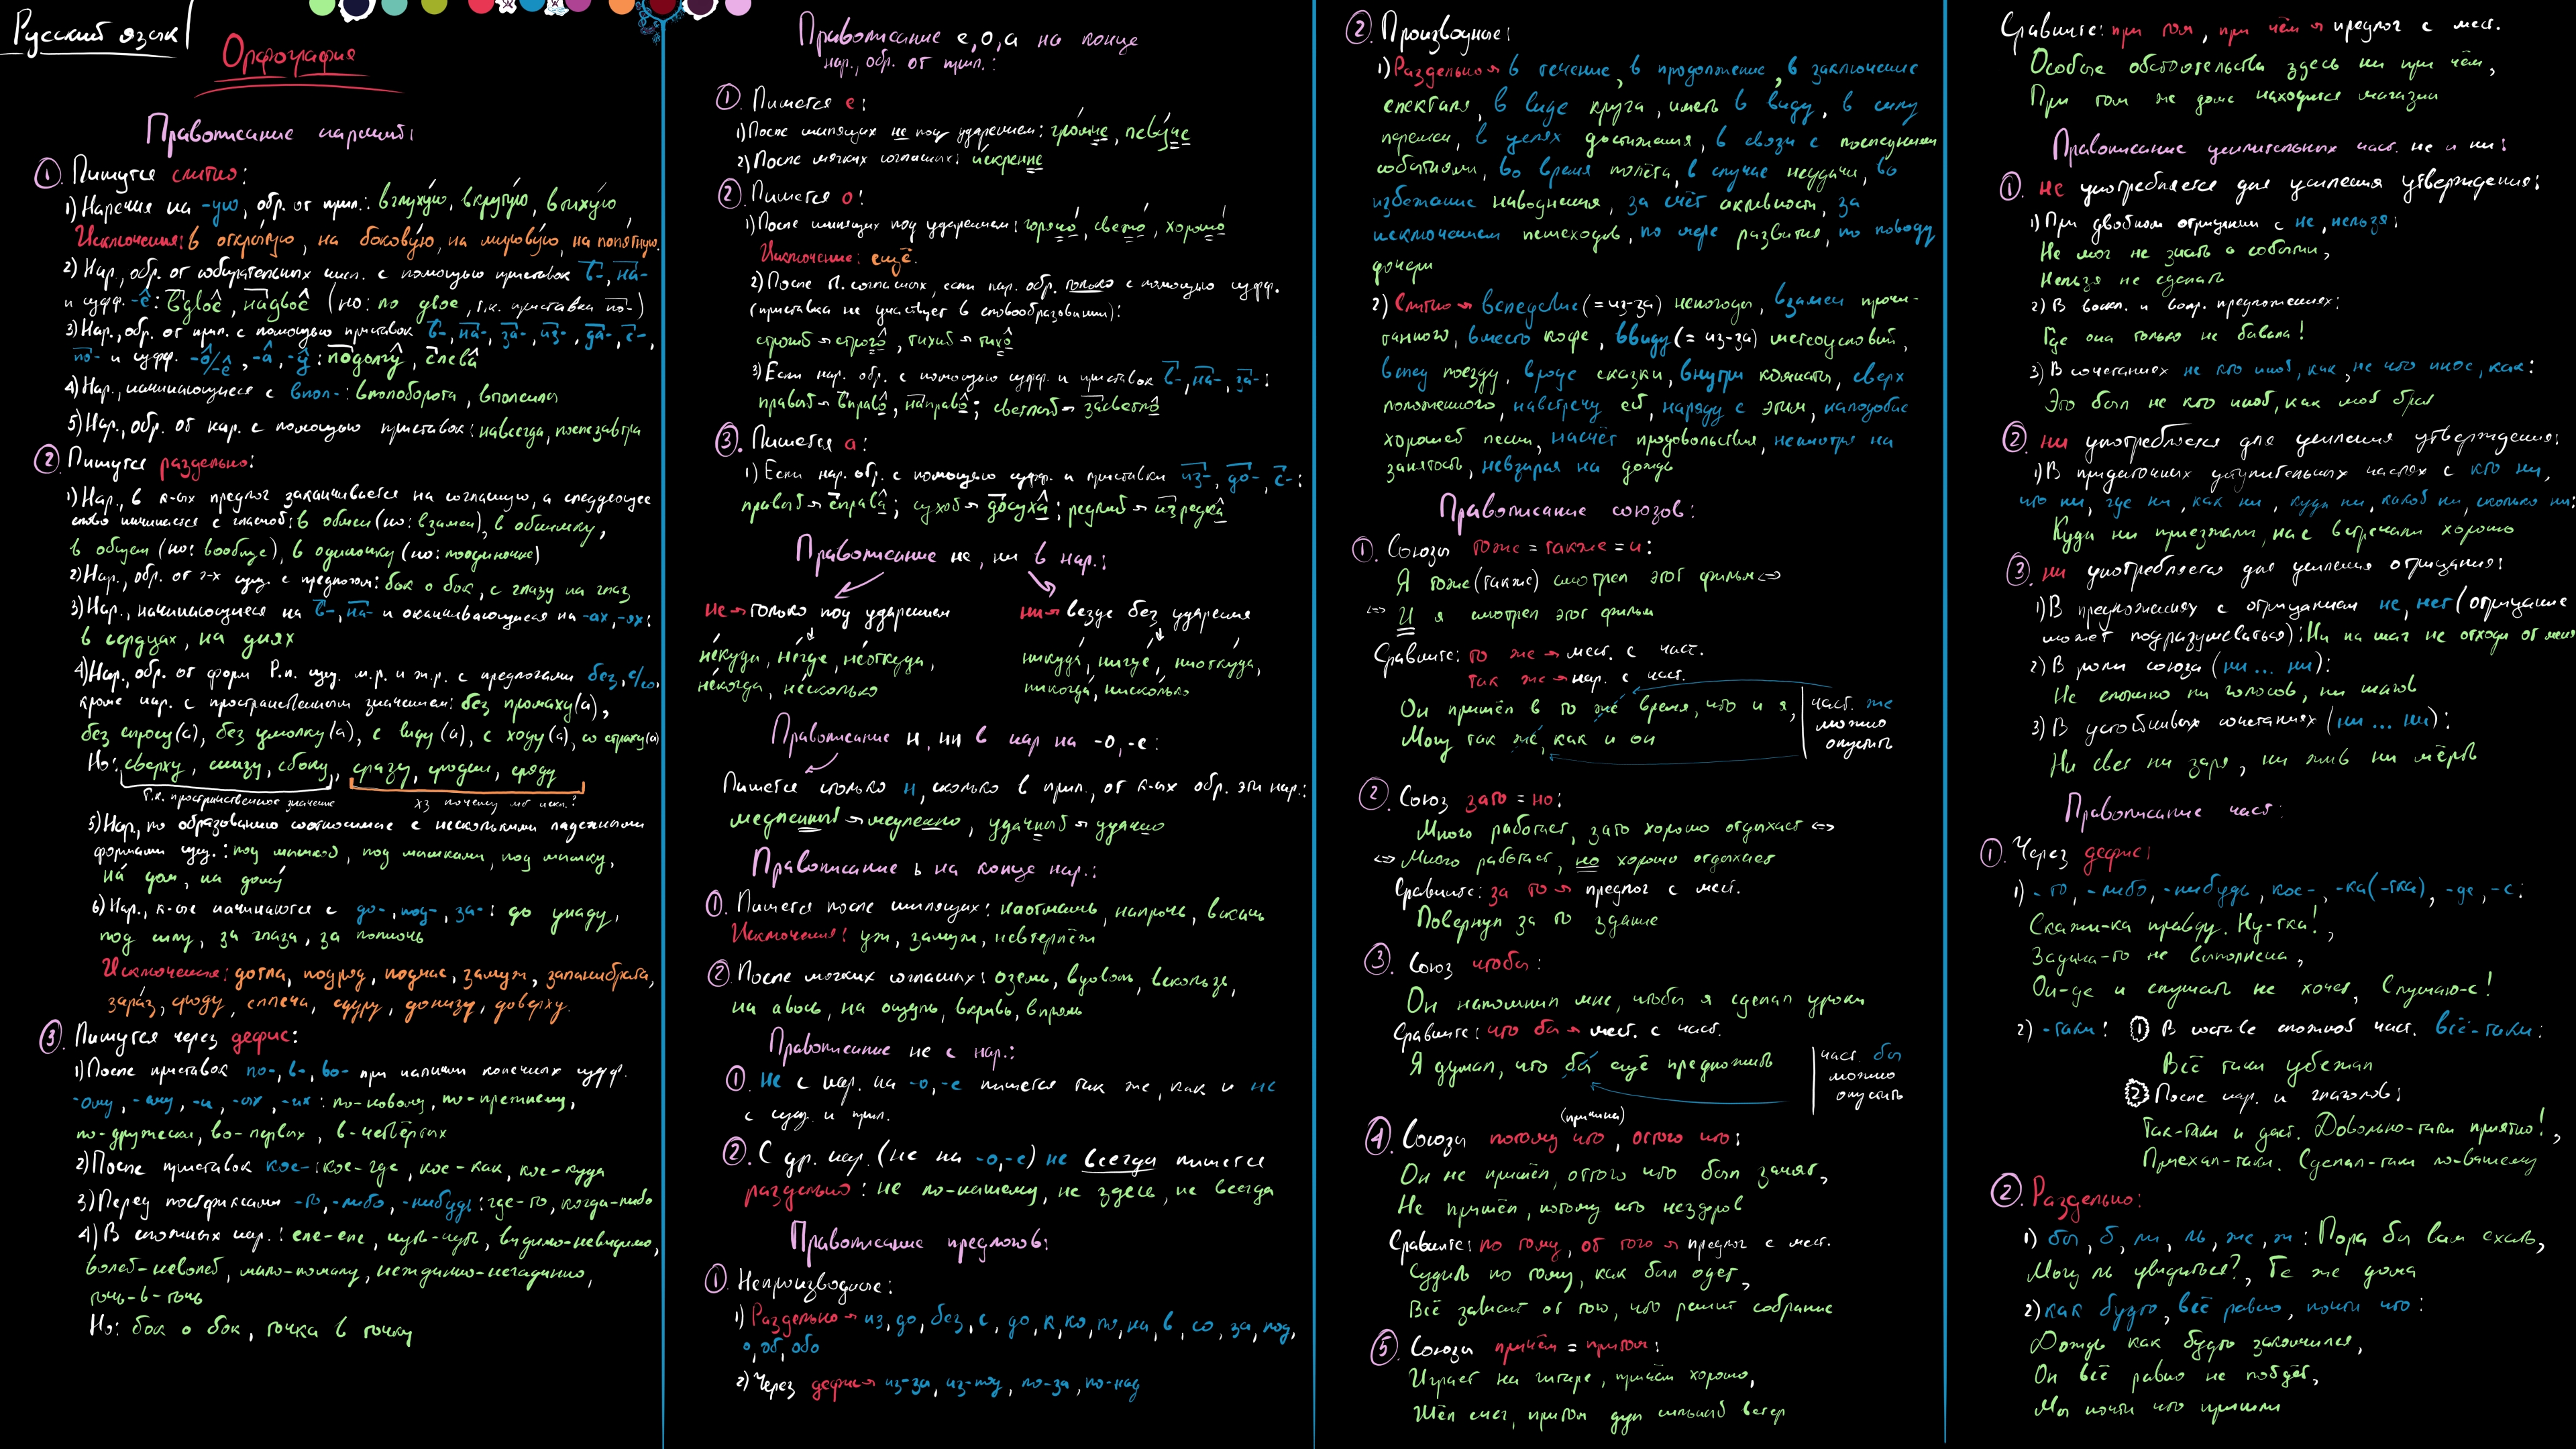 Русский язык
Орфография
Правописание наречий:
1. Пишутся слитно:
1) Наречия на -ую, обр. от прил.: вглухую, вкрутую, втихую,
Исключения: в открытую, на боковую, на мировую, на попятную.
2) Нар., обр. от собирательных числ. с помощью приставок в-, на-
и суфф. -е: вдвоё, надвоё (но: по двое, т.к. приставка по-)
3) Нар., обр. от прил. с помощью приставок в-, на-, за-, из-, да-, с-,
по- и суфф. -о/-е, -а, -у: подолгу, слева
4) Нар., начинающиеся с впол-: вполоборота, вполсилы
5) Нар., обр. от нар. с помощью приставок: навсегда, послезавтра
2. Пишутся раздельно:
1) Нар., в к-ых предлог заканчивается на согласную, а следующее
слово начинается с гласной: в обмен (но: взамен), в обнимку,
в общем (но: вообще), в одиночку (но: поодиночке)
2) Нар., обр. от 2-х сущ. с предлогом: бок о бок, с глазу на глаз
3) Нар., начинающиеся на в-, на- и оканчивающиеся на -ах, -ях:
в сердцах, на днях
4) Нар., обр. от форм Р.п. сущ. м.р. и ж.р. с предлогами без, с/со,
кроме нар. с пространственным значением: без промаху(а),
без спросу(а), без умолку(а), с виду(а), с ходу(а), со страху(а)
Но: сверху, снизу, сбоку, сразу, сродни, сряду
т.к. пространственное значение хз почему мб искл.?
5) Нар., по образованию соотносимые с несколькими падежными
формами сущ.: под мышкой, под мышками, под мышку,
на дом, на дому
6) Нар., к-ые начинаются с до-, под-, за-: до упаду,
под силу, за глаза, за полночь
Исключения: дотла, подряд, подчас, замуж, запанибрата,
зараз, сроду, сплеча, сдуру, донизу, доверху.
3. Пишутся через дефис:
1) После приставок по-, в-, во- при наличии конечных суфф.
-ому, -ему, -и, -ых, -их: по-новому, по-прежнему,
по-дружески, во-первых, в-четвёртых
2) После приставок кое-: кое-где, кое-как, кое-куда
3) Перед постфиксами -то, -либо, -нибудь: где-то, когда-либо
4) В сложных нар.: еле-еле, чуть-чуть, видимо-невидимо,
волей-неволей, мало-помалу, нежданно-негаданно,
точь-в-точь
Но: бок о бок, точка в точку
Правописание е, о, а на конце
нар., обр. от прил.:
1. Пишется е:
1) После шипящих не под ударением: громче, певуче
2) После мягких согласных: искренне
2. Пишется о:
1) После шипящих под ударением: горячо, свежо, хорошо
Исключение: ещё.
2) После т. согласных, если нар. обр. только с помощью суфф.
(приставка не участвует в словообразовании):
строгий → строго, тихий → тихо
3) Если нар. обр. с помощью суфф. и приставок в-, на-, за-:
правый → вправо, направо; светлый → засветло
3. Пишется а:
1) Если нар. обр. с помощью суфф. и приставки из-, до-, с-:
правый → справа; сухой → досуха; редкий → изредка
Правописание не, ни в нар.:
не → только под ударением ни → везде без ударения
некуда, негде, неоткуда, никуда, нигде, ниоткуда,
некогда, несколько никогда, нисколько
Правописание н, нн в нар на -о, -е:
Пишется столько н, сколько в прил., от к-ых обр. эти нар.:
медленный → медленно, удачный → удачно
Правописание ь на конце нар.:
1. Пишется после шипящих: наотмашь, напрочь, вскачь
Исключения: уж, замуж, невтерпёж
2. После мягких согласных: оземь, вдоволь, вскользь,
на авось, на ощупь, вкривь, впрямь
Правописание не с нар.:
1. не с нар. на -о, -е пишется так же, как и не
с сущ. и прил.
2. С др. нар. (не на -о, -е) не всегда пишется
раздельно: не по-нашему, не здесь, не всегда
Правописание предлогов:
1. Непроизводные:
1) Раздельно → из, до, без, с, до, к, ко, по, на, в, со, за, под,
о, об, обо
2) Через дефис → из-за, из-под, по-за, по-над
2. Производные:
1) Раздельно → в течение, в продолжение, в заключение
спектакля, в виде круга, иметь в виду, в силу
перемен, в целях достижения, в связи с последними
событиями, во время полёта, в случае неудачи, во
избежание наводнения, за счёт активности, за
исключением пешеходов, по мере развития, по поводу
дочери
2) Слитно → вследствие (= из-за) непогоды, взамен прочи-
танного, вместо кофе, ввиду (= из-за) метеоусловий,
вслед поезду, вроде сказки, внутри комнаты, сверх
положенного, навстречу ей, наряду с этим, наподобие
хорошей песни, насчёт продовольствия, несмотря на
занятость, невзирая на дождь
Правописание союзов:
1. Союзы тоже = также = и:
Я тоже (также) смотрел этот фильм <=>
<=> И я смотрел этот фильм
Сравните: то же → мест. с част.
так же → нар. с част.
Он пришёл в то же время, что и я,
Могу так же, как и он
част. же
можно
опустить
2. Союз зато = но:
Много работает, зато хорошо отдыхает <=>
<=> Много работает, но хорошо отдыхает
Сравните: за то → предлог с мест.
Повернул за то здание
3. Союз чтобы:
Он напомнил мне, чтобы я сделал уроки
Сравните: что бы → мест. с част.
Я думал, что бы ещё предложить
част. бы
можно
опустить
(причина)
4. Союзы потому что, оттого что:
Он не пришёл, оттого что был занят,
Не пришёл, потому что нездоров
Сравните: по тому, от того → предлог с мест.
Судить по тому, как был одет,
Всё зависит от того, что решит собрание
5. Союзы причём = притом:
Играет на гитаре, причём хорошо,
Шёл снег, притом дул сильный ветер
Сравните: при том, при чём → предлог с мест.
Особые обстоятельства здесь ни при чём,
При том же доме находился магазин
Правописание усилительных част. не и ни:
1. не употребляется для усиления утверждения:
1) При двойном отрицании с не, нельзя:
Не мог не знать о событии,
Нельзя не сделать
2) В воскл. и вопр. предложениях:
Где она только не бывала!
3) В сочетаниях не кто иной, как, не что иное, как:
Это был не кто иной, как мой брат
2. ни употребляется для усиления утверждения:
1) В придаточных уступительных частях с кто ни,
что ни, где ни, как ни, куда ни, какой ни, сколько ни:
Куда ни приезжали, нас встречали хорошо
3. ни употребляется для усиления отрицания:
1) В предложениях с отрицанием не, нет (отрицание
может подразумеваться): Ни на шаг не отходи от меня
2) В роли союза (ни ... ни):
Не слышно ни голосов, ни шагов
3) В устойчивых сочетаниях (ни ... ни):
Ни свет ни заря, ни жив ни мёртв
Правописание част:
1. Через дефис:
1) -то, -либо, -нибудь, кое-, -ка(-тка), -де, -с:
Скажи-ка правду. Ну-тка!,
Задача-то не выполнена,
Он-де и слушать не хочет, Слушаю-с!
2) -таки: 1 В составе сложной част. всё-таки:
Всё таки убежал
2 После нар. и глаголов:
Так-таки и даст. Довольно-таки приятно!,
Приехал-таки. Сделал-таки по-вашему
2. Раздельно:
1) бы, б, ли, ль, же, ж: Пора бы вам ехать,
Могу ль увидиться?, Те же дома
2) как будто, всё равно, почти что:
Дождь как будто закончился,
Он всё равно не пойдёт,
Мы почти что пришли